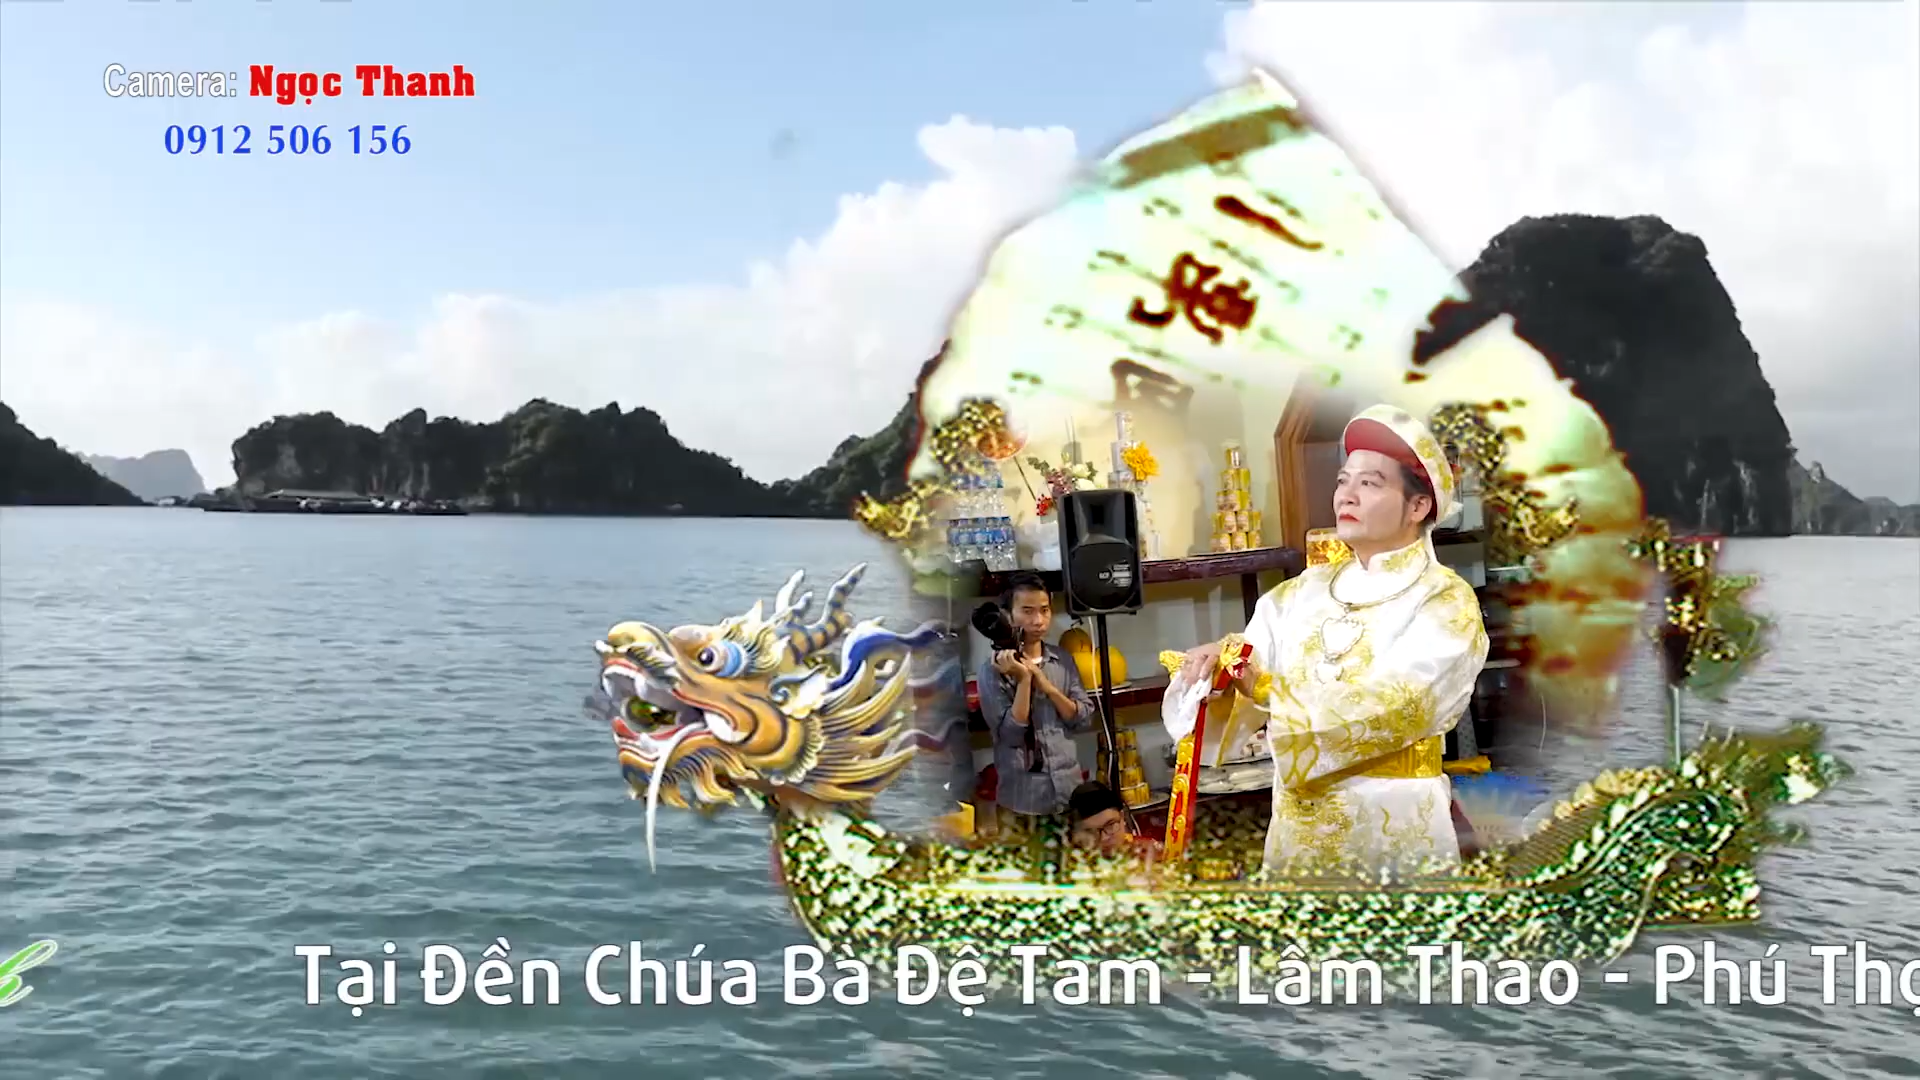 Camera: Ngọc Thanh
0912 506 156
Tại Đền Chúa Bà Đệ Tam - Lâm Thao - Phú Thọ